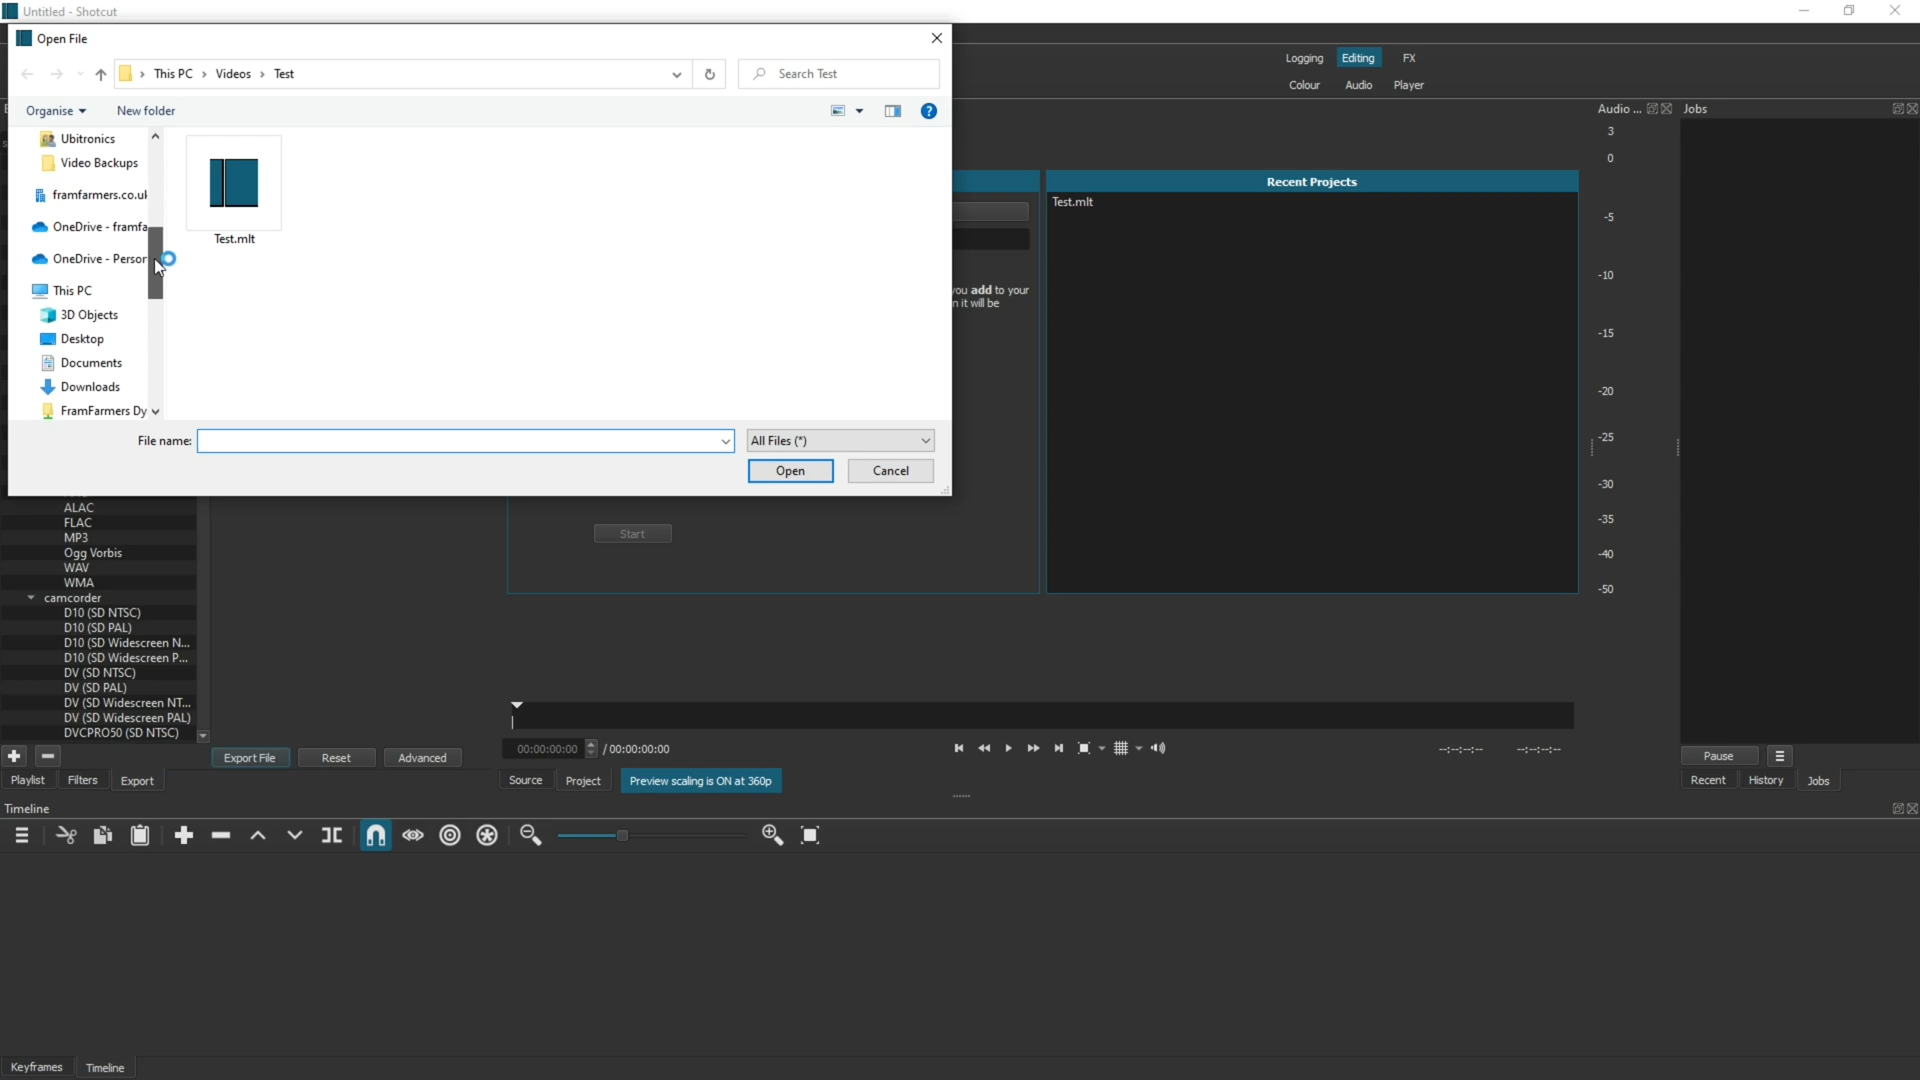 Untitled - Shotcut
Open File
This PC > Videos > Test
Search Test
Organise
New folder
Ubitronics
Video Backups
framfarmers.co.uk
OneDrive - framfa
OneDrive - Person
This PC
3D Objects
Desktop
Documents
Downloads
FramFarmers Dy
Test.mlt
File name:
All Files (*)
Open
Cancel
Logging
Editing
FX
Colour
Audio
Player
Audio ...
Jobs
Recent Projects
Test.mlt
you add to your
n it will be
Start
3
0
-5
-10
-15
-20
-25
-30
-35
-40
-50
ALAC
FLAC
MP3
Ogg Vorbis
WAV
WMA
camcorder
D10 (SD NTSC)
D10 (SD PAL)
D10 (SD Widescreen N...
D10 (SD Widescreen P...
DV (SD NTSC)
DV (SD PAL)
DV (SD Widescreen NT...
DV (SD Widescreen PAL)
DVCPRO50 (SD NTSC)
Export File
Reset
Advanced
00:00:00:00
/ 00:00:00:00
--:--:--:--
--:--:--:--
Pause
Playlist
Filters
Export
Source
Project
Preview scaling is ON at 360p
Recent
History
Jobs
Timeline
Keyframes
Timeline